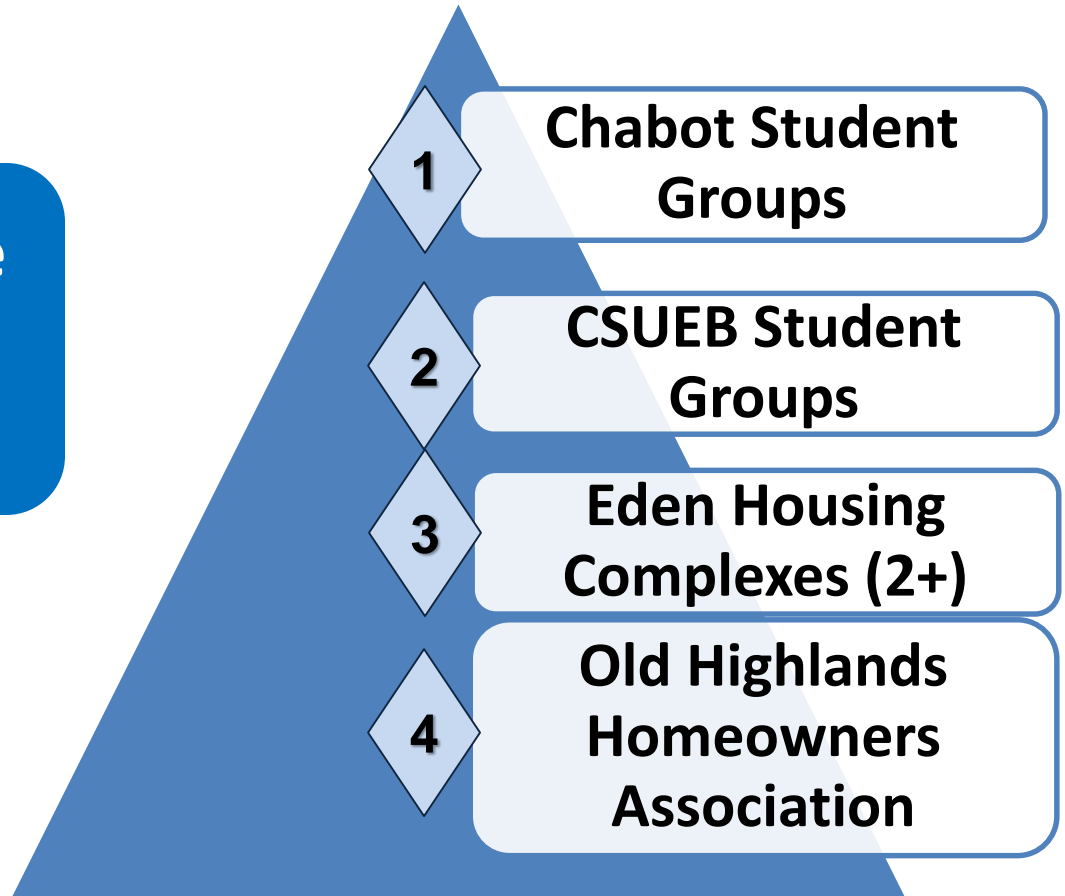 1
Chabot Student
Groups
2
CSUEB Student
Groups
3
Eden Housing
Complexes (2+)
4
Old Highlands
Homeowners
Association